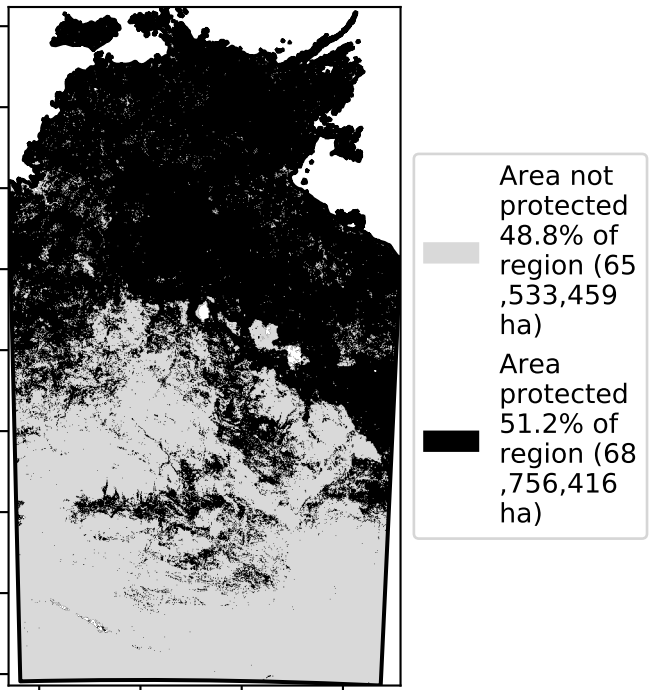 Area not
protected
48.8% of
region (65
,533,459
ha)
Area
protected
51.2% of
region (68
,756,416
ha)